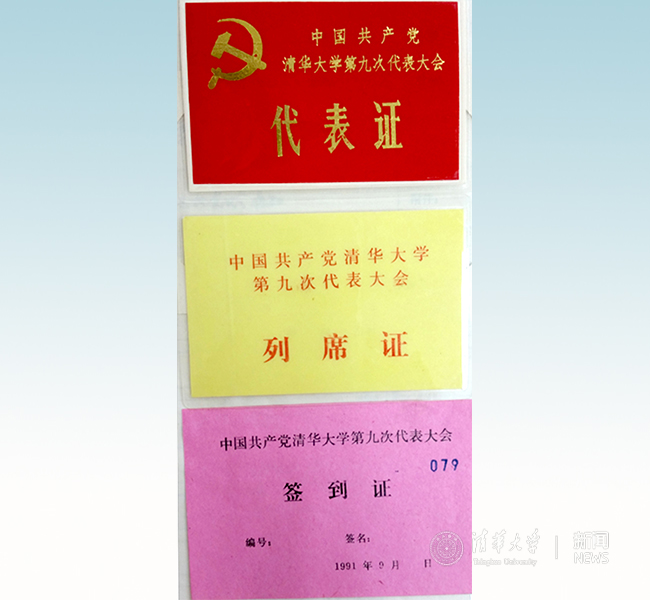 中国共产党
清华大学第九次代表大会
代表证
中国共产党清华大学
第九次代表大会
列席证
中国共产党清华大学第九次代表大会
079
签到证
编号： 签名：
1991 年 9 月 日
清华大学
Tsinghua University
新闻
NEWS